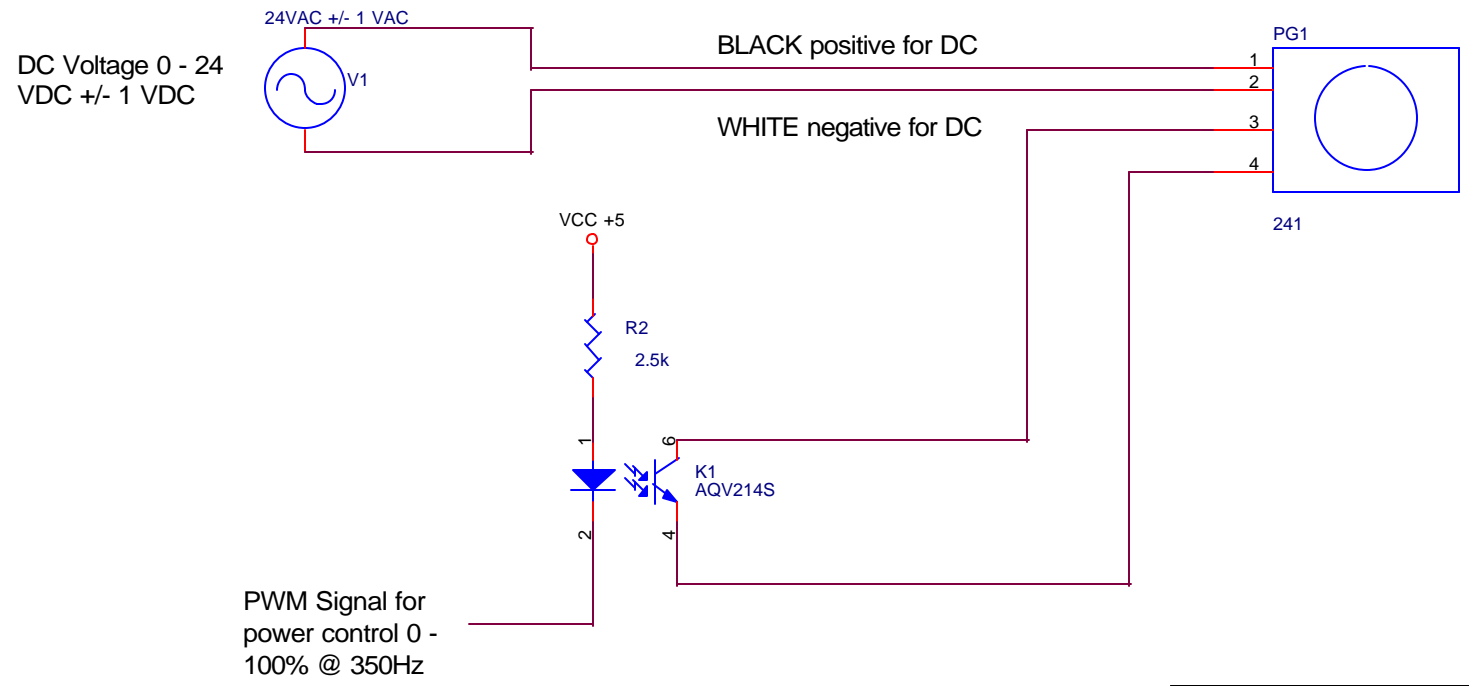 24VAC +/- 1 VAC
DC Voltage 0 - 24
VDC +/- 1 VDC
V1
BLACK positive for DC
WHITE negative for DC
PG1
1
2
3
4
241
VCC +5
R2
2.5k
1
2
6
4
K1
AQV214S
PWM Signal for
power control 0 -
100% @ 350Hz